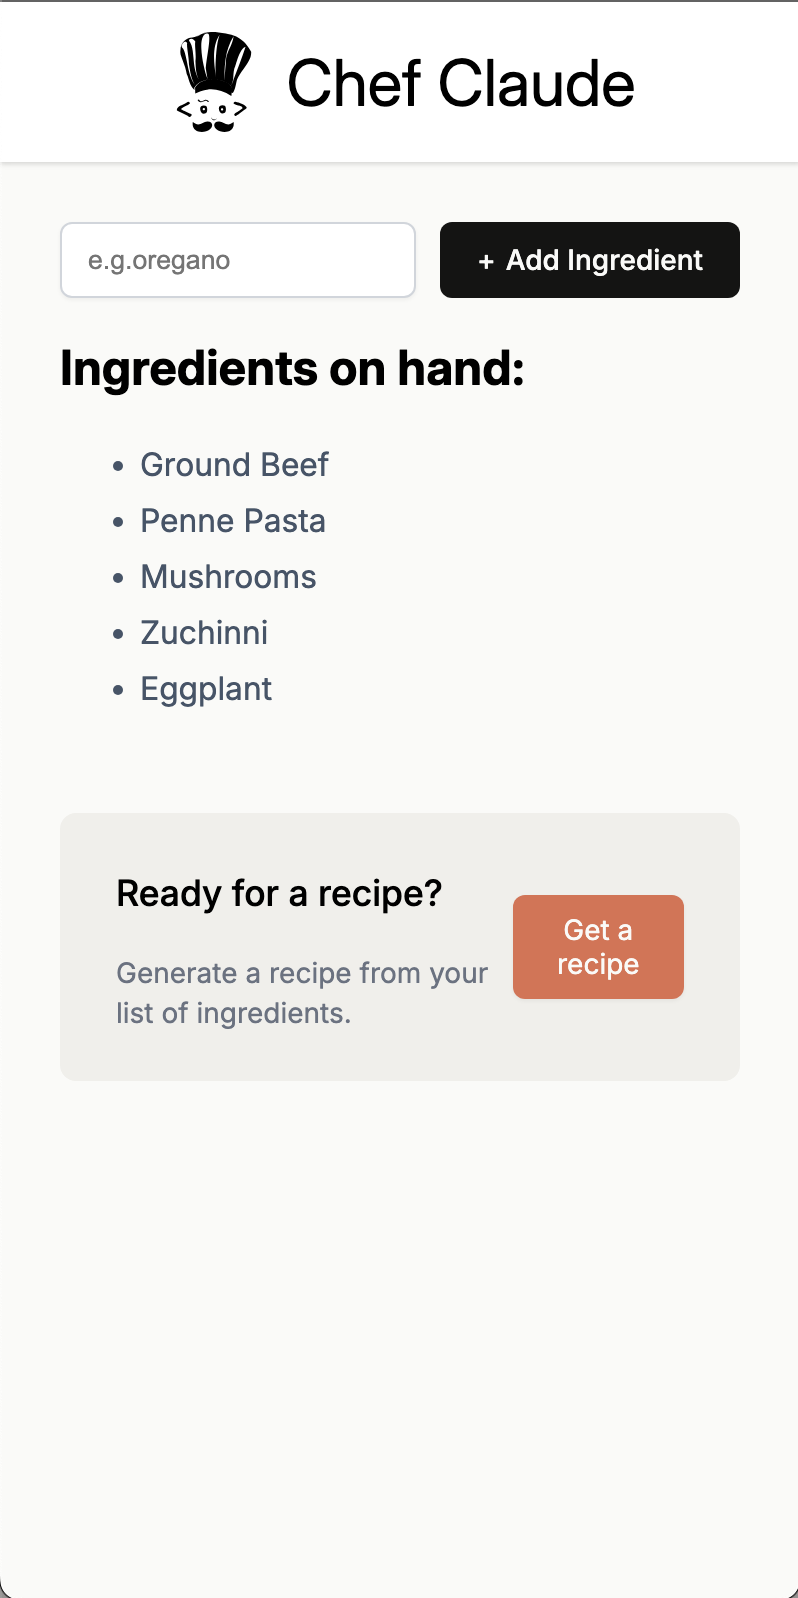 Chef Claude
e.g.oregano
+ Add Ingredient
Ingredients on hand:
• Ground Beef
• Penne Pasta
• Mushrooms
• Zuchinni
• Eggplant
Ready for a recipe?
Generate a recipe from your
list of ingredients.
Get a
recipe